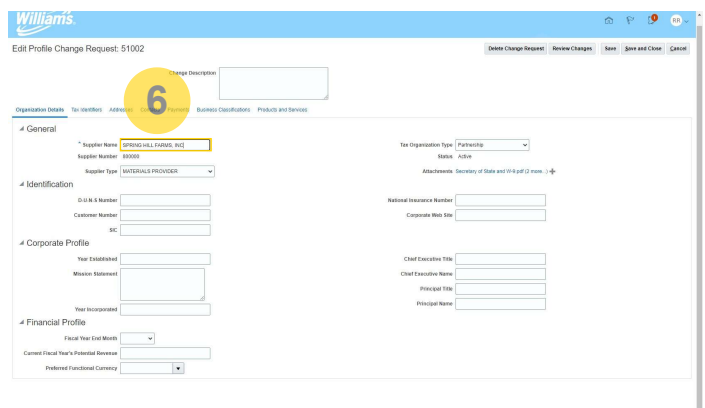 Williams.
RR
Edit Profile Change Request: 51002
Delete Change Request Review Changes Save Save and Close Cancel
Change Description
6
Organization Details Tax Identifiers Addresses Payments Business Classifications Products and Services
General
* Supplier Name SPRING HILL FARMS, INC Tax Organization Type Partnership
Supplier Number 800000 Status Active
Supplier Type MATERIALS PROVIDER Attachments Secretary of State and W-9.pdf (2 more...)
Identification
D-U-N-S Number National Insurance Number
Customer Number Corporate Web Site
SIC
Corporate Profile
Year Established Chief Executive Title
Mission Statement Chief Executive Name
Principal Title
Year Incorporated Principal Name
Financial Profile
Fiscal Year End Month
Current Fiscal Year's Potential Revenue
Preferred Functional Currency